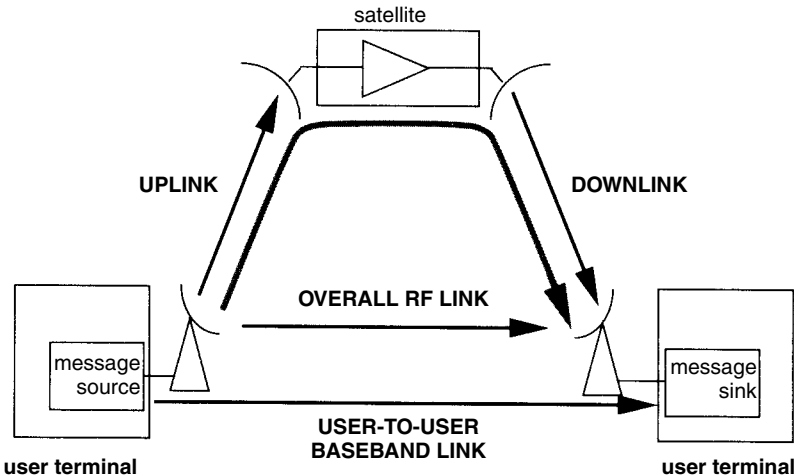 satellite
UPLINK
DOWNLINK
OVERALL RF LINK
message
source
message
sink
USER-TO-USER
BASEBAND LINK
user terminal
user terminal